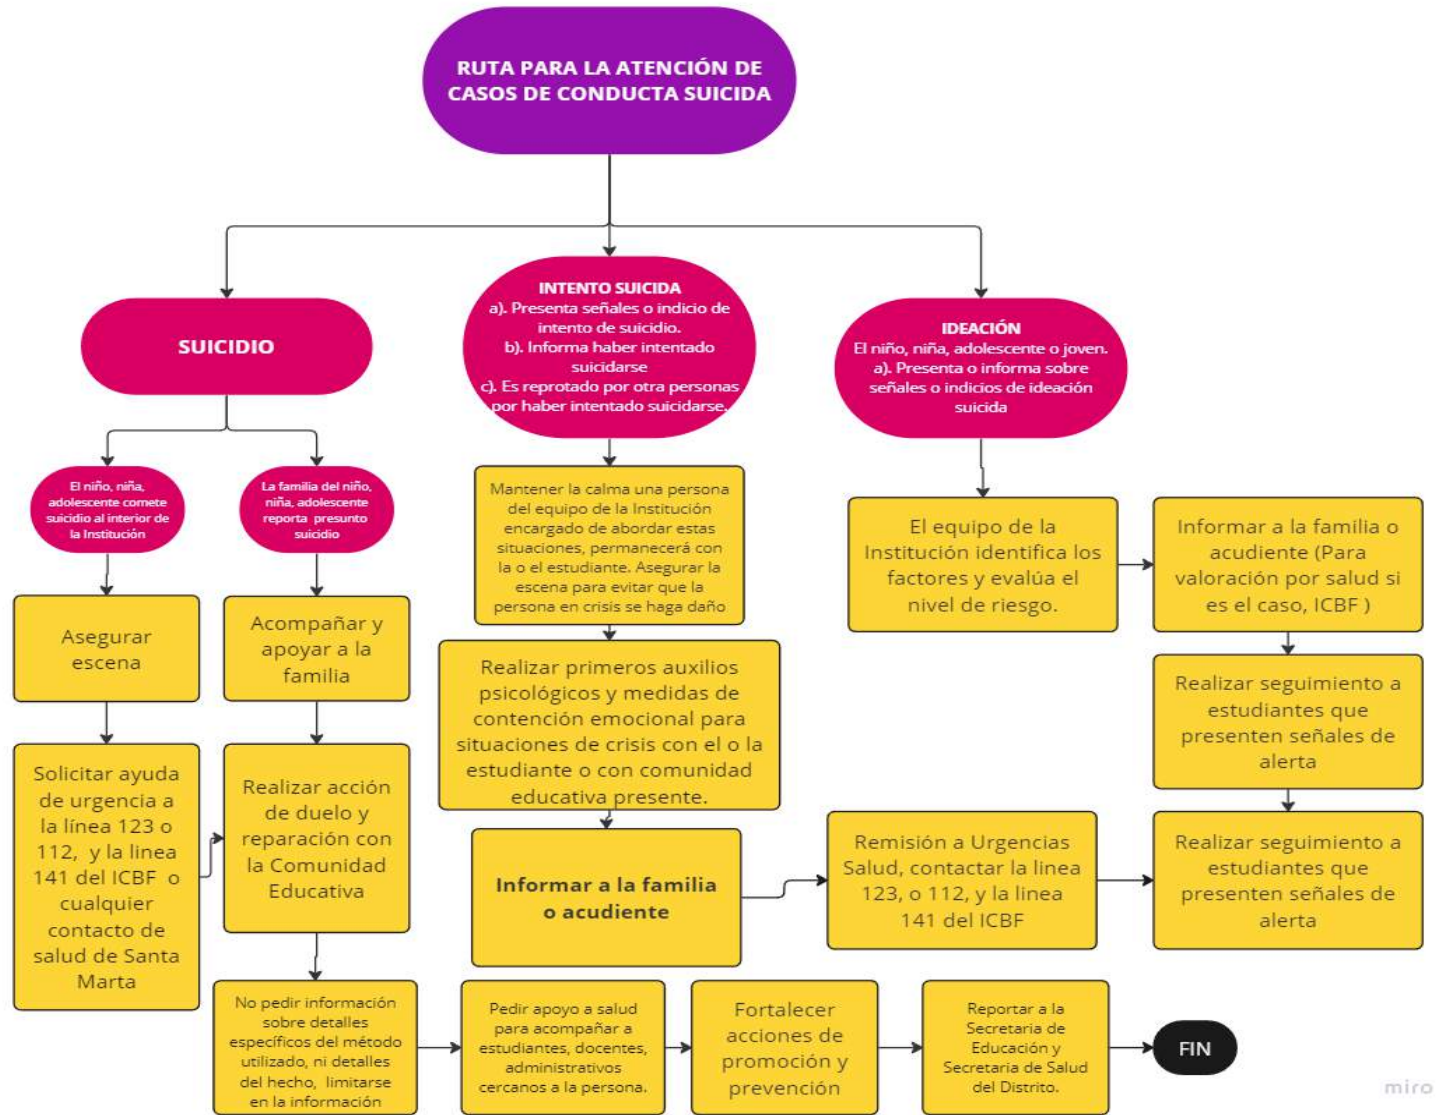 RUTA PARA LA ATENCIÓN DE
CASOS DE CONDUCTA SUICIDA
SUICIDIO
INTENTO SUICIDA
a). Presenta señales o indicio de
intento de suicidio.
b). Informa haber intentado
suicidarse
c). Es reprotado por otra personas
por haber intentado suicidarse.
IDEACIÓN
El niño, niña, adolescente o joven.
a). Presenta o informa sobre
señales o indicios de ideación
suicida
El niño, niña,
adolescente comete
suicidio al interior de
la Institución
La familia del niño,
niña, adolescente
reporta presunto
suicidio
Mantener la calma una persona
del equipo de la Institución
encargado de abordar estas
situaciones, permanecerá con
la o el estudiante. Asegurar la
escena para evitar que la
persona en crisis se haga daño
El equipo de la
Institución identifica los
factores y evalúa el
nivel de riesgo.
Informar a la familia o
acudiente (Para
valoración por salud si
es el caso, ICBF )
Asegurar
escena
Acompañar y
apoyar a la
familia
Realizar primeros auxilios
psicológicos y medidas de
contención emocional para
situaciones de crisis con el o la
estudiante o con comunidad
educativa presente.
Realizar seguimiento a
estudiantes que
presenten señales de
alerta
Solicitar ayuda
de urgencia a
la línea 123 o
112, y la linea
141 del ICBF o
cualquier
contacto de
salud de Santa
Marta
Realizar acción
de duelo y
reparación con
la Comunidad
Educativa
Informar a la familia
o acudiente
Remisión a Urgencias
Salud, contactar la linea
123, o 112, y la linea
141 del ICBF
Realizar seguimiento a
estudiantes que
presenten señales de
alerta
No pedir información
sobre detalles
específicos del método
utilizado, ni detalles
del hecho, limitarse
en la información
Pedir apoyo a salud
para acompañar a
estudiantes, docentes,
administrativos
cercanos a la persona.
Fortalecer
acciones de
promoción y
prevención
Reportar a la
Secretaria de
Educación y
Secretaria de Salud
del Distrito.
FIN
miro